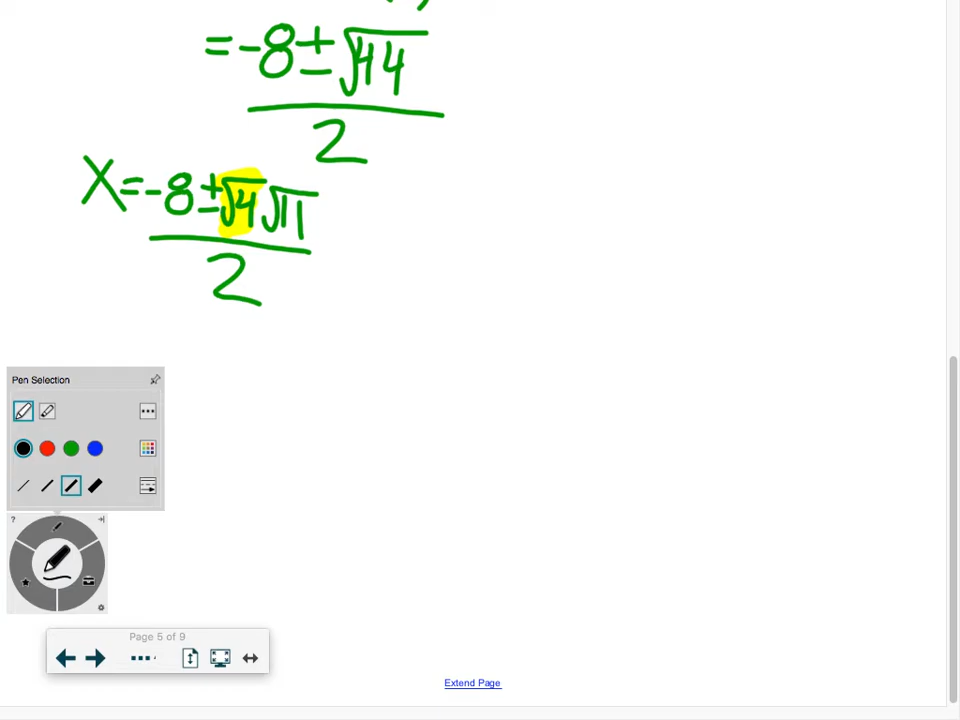 = -8 ± √44
2
X = -8 ± √4 √11
2
Pen Selection
?
Page 5 of 9
Extend Page